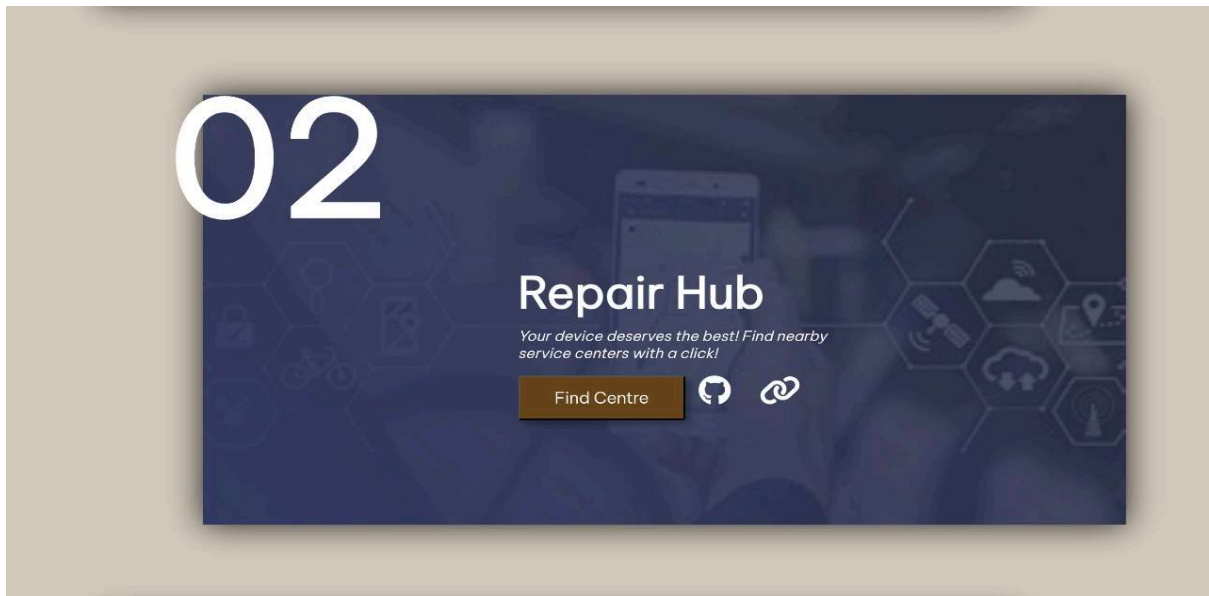 02
Repair Hub
Your device deserves the best! Find nearby
service centers with a click!
Find Centre